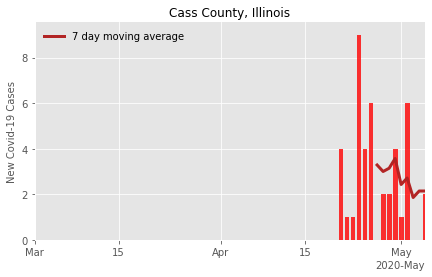 Cass County, Illinois
7 day moving average
New Covid-19 Cases
8
6
4
2
0
Mar 15 Apr 15 May
2020-May